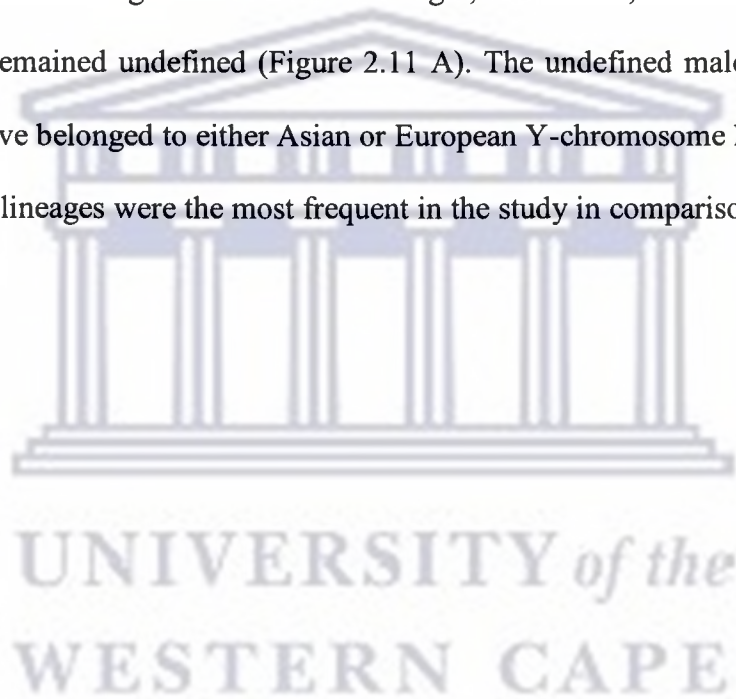 emained undefined (Figure 2.11 A). The undefined mal
ve belonged to either Asian or European Y-chromosome
lineages were the most frequent in the study in comparis
UNIVERSITY of the
WESTERN CAPE